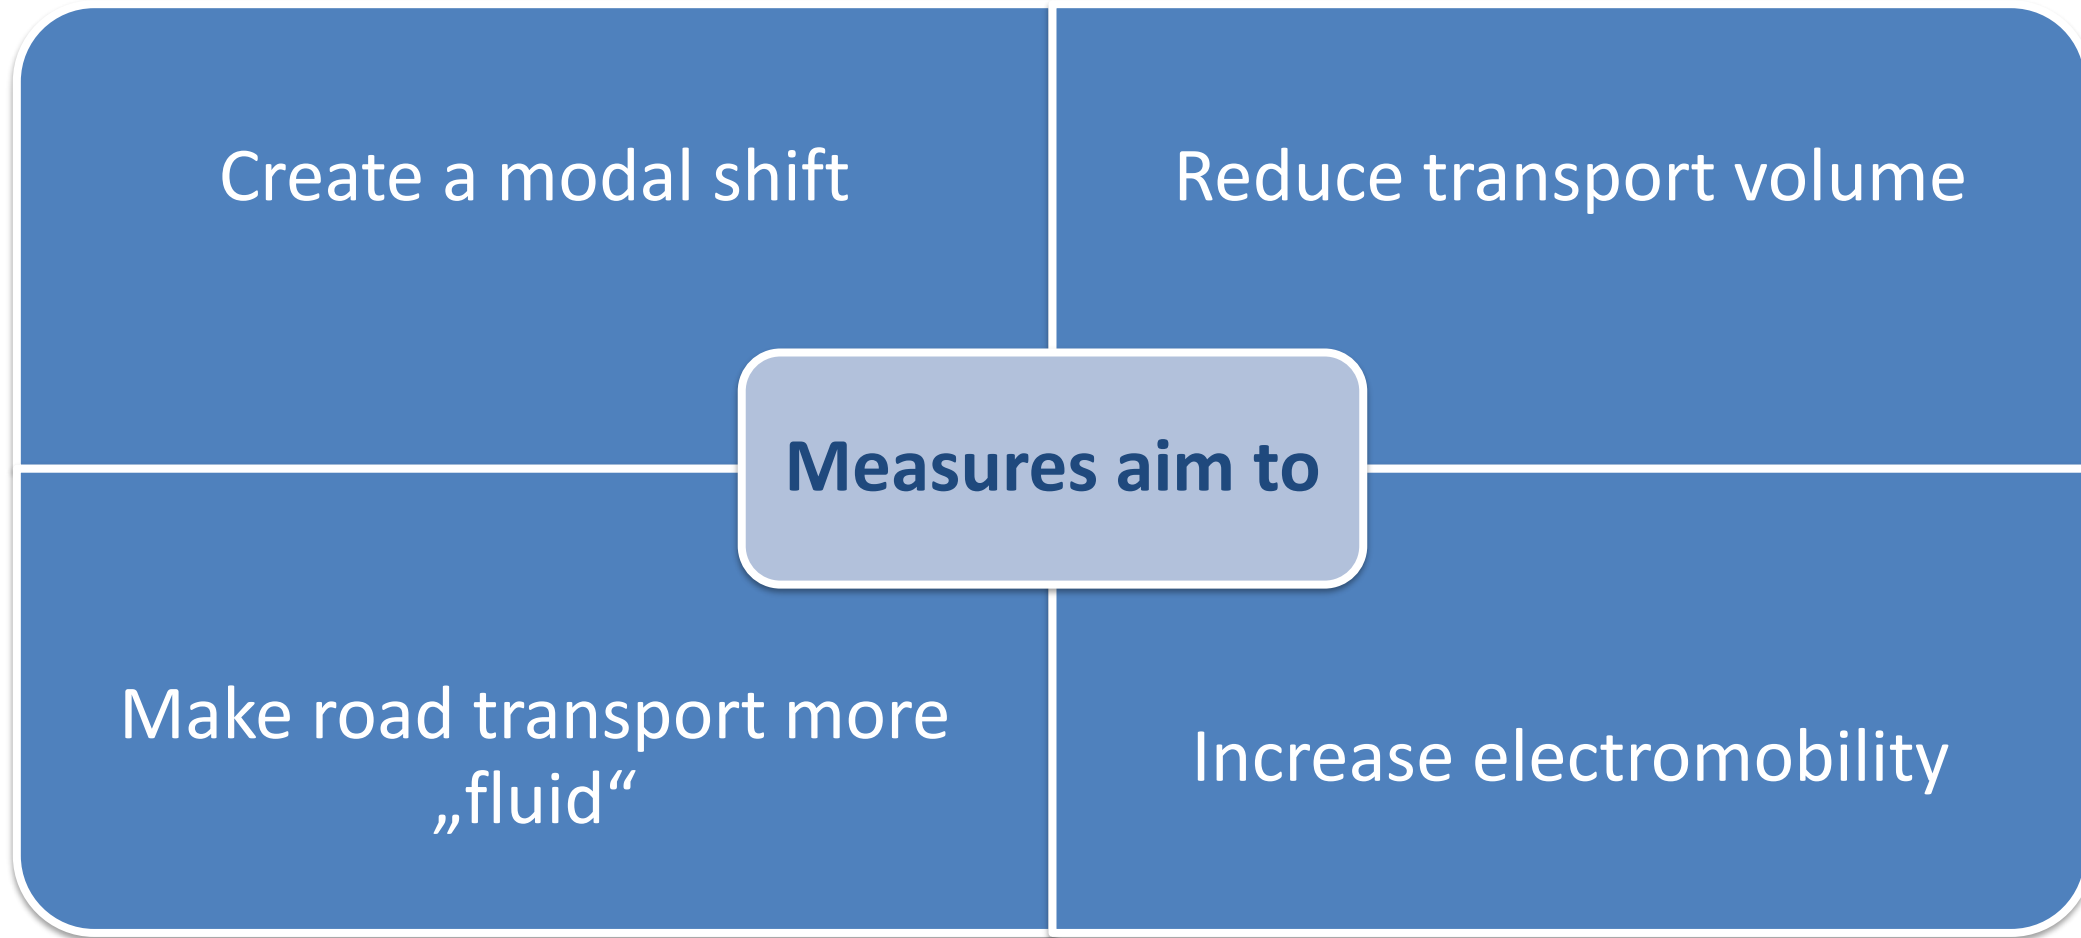 Create a modal shift
Reduce transport volume
Measures aim to
Make road transport more
„fluid“
Increase electromobility